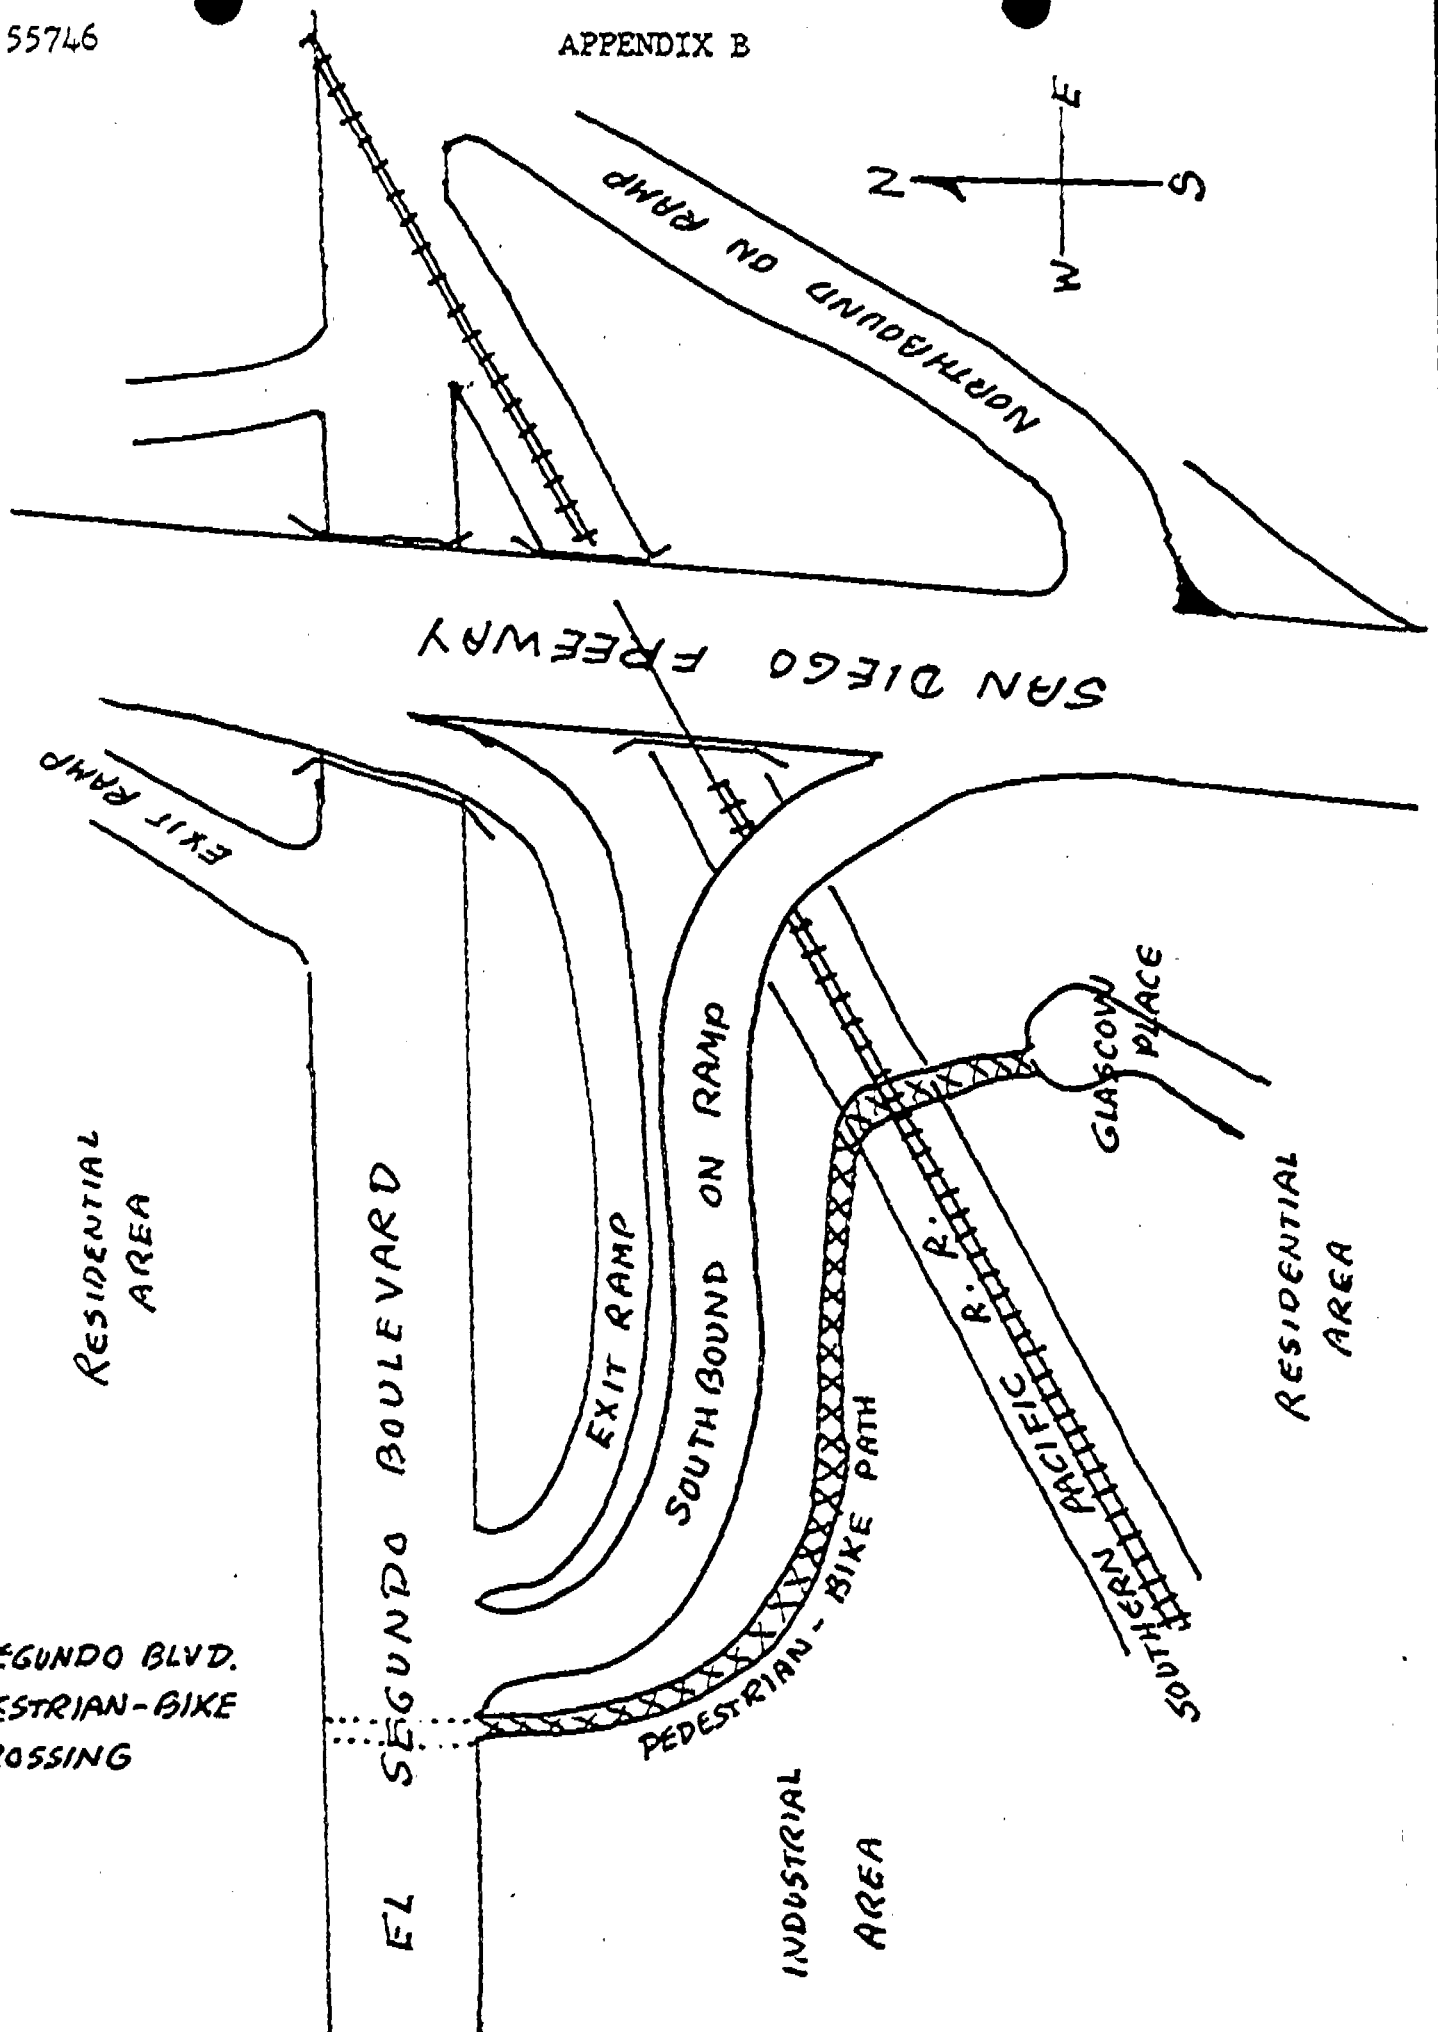 55746
APPENDIX B
E
N
S
W
NORTHBOUND ON RAMP
SAN DIEGO FREEWAY
EXIT RAMP
GLASCOW
PLACE
RESIDENTIAL
AREA
EL SEGUNDO BOULEVARD
EXIT RAMP
SOUTHBOUND ON RAMP
SOUTHERN PACIFIC R. R.
RESIDENTIAL
AREA
PEDESTRIAN - BIKE PATH
EGUNDO BLVD.
ESTRIAN-BIKE
ROSSING
INDUSTRIAL
AREA